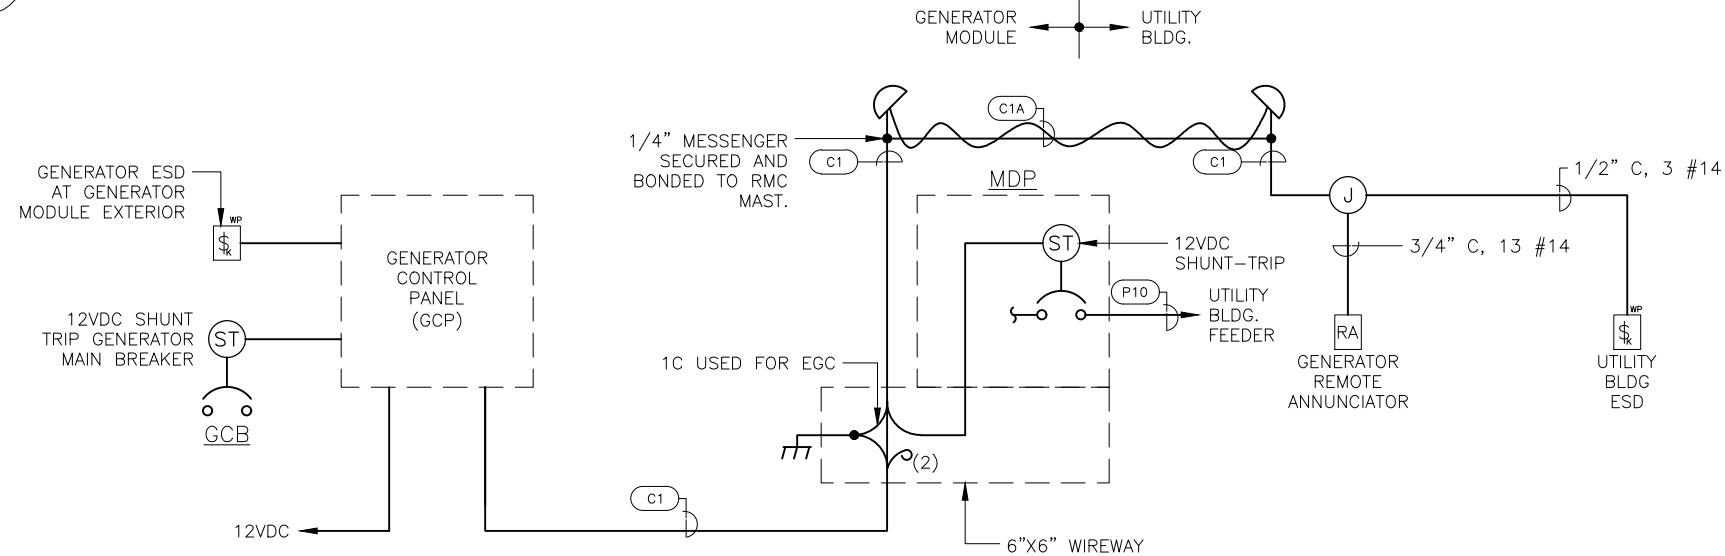 GENERATOR
MODULE
UTILITY
BLDG.
C1A
1/4" MESSENGER
SECURED AND
BONDED TO RMC
MAST.
C1
C1
MDP
1/2" C, 3 #14
GENERATOR ESD
AT GENERATOR
MODULE EXTERIOR
WP
$K
J
GENERATOR
CONTROL
PANEL
(GCP)
ST
12VDC
SHUNT-TRIP
3/4" C, 13 #14
P10
UTILITY
BLDG.
FEEDER
12VDC SHUNT
TRIP GENERATOR
MAIN BREAKER
ST
RA
GENERATOR
REMOTE
ANNUNCIATOR
WP
$K
UTILITY
BLDG
ESD
1C USED FOR EGC
GCB
(2)
C1
12VDC
6"X6" WIREWAY